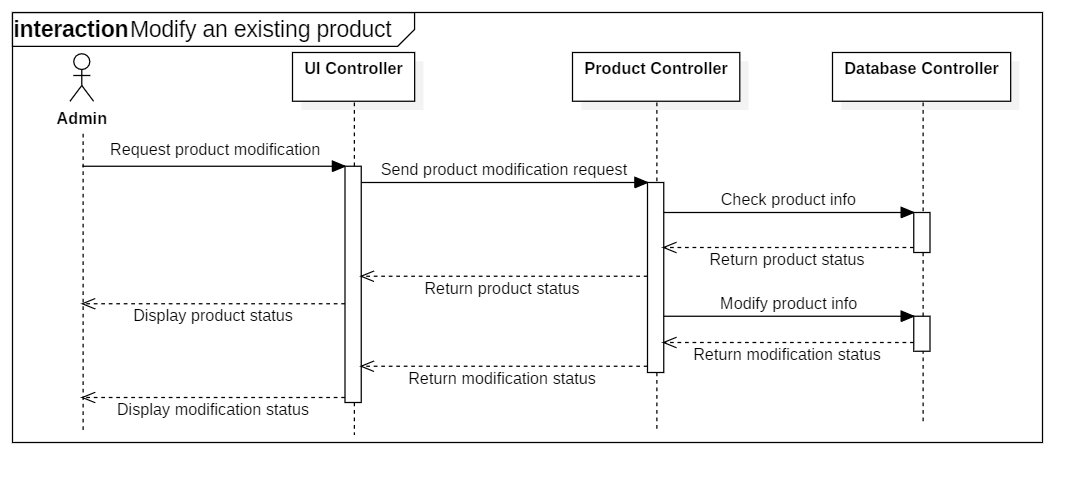 interaction Modify an existing product
UI Controller
Product Controller
Database Controller
Admin
Request product modification
Send product modification request
Check product info
Return product status
Return product status
Modify product info
Display product status
Return modification status
Return modification status
Display modification status